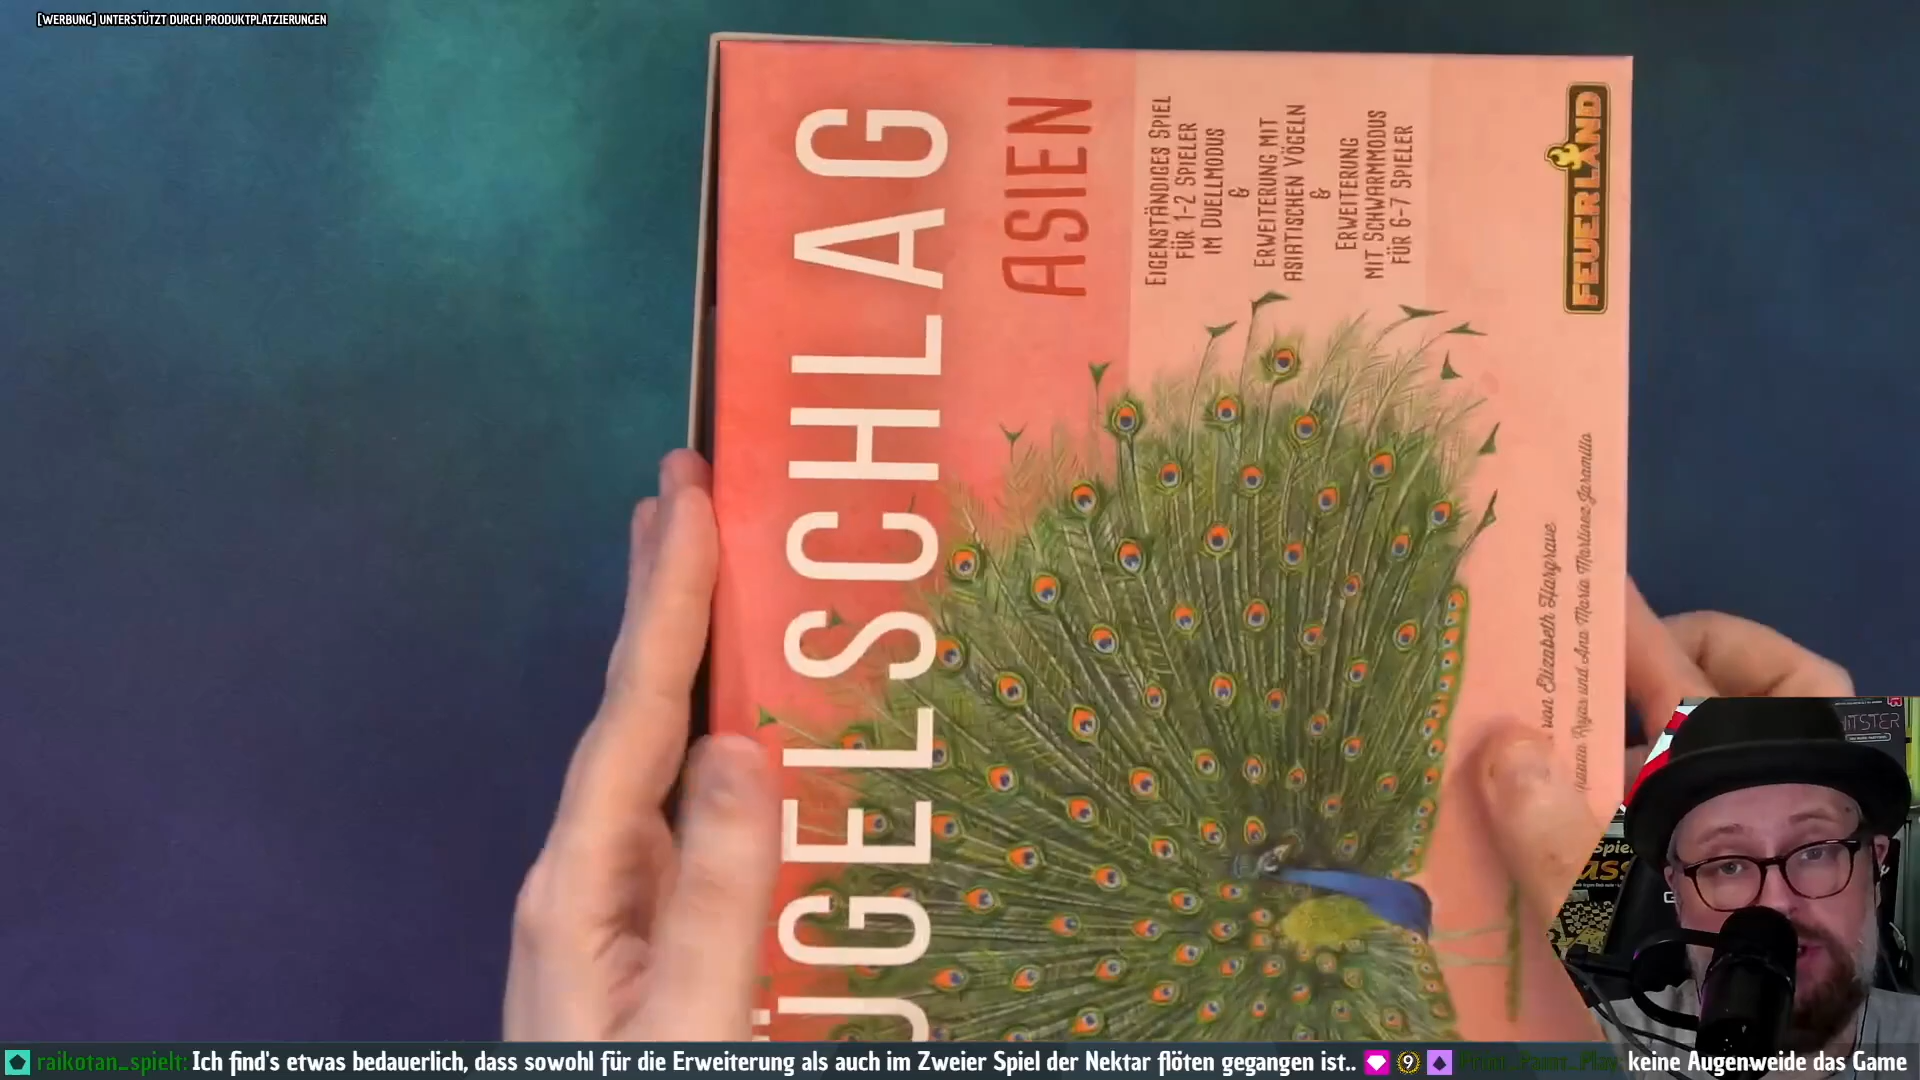 [WERBUNG] UNTERSTÜTZT DURCH PRODUKTPLATZIERUNGEN
ÜGELSCHLAG
ASIEN
EIGENSTÄNDIGES SPIEL
FÜR 1-2 SPIELER
IM DUELLMODUS
&
ERWEITERUNG MIT
ASIATISCHEN VÖGELN
&
ERWEITERUNG
MIT SCHWARMMODUS
FÜR 6-7 SPIELER
FEUERLAND
von Elizabeth Hargrave
und Ana Maria Martinez Jaramillo
HITSTER
Spiel
raikotan_spielt: Ich find's etwas bedauerlich, dass sowohl für die Erweiterung als auch im Zweier Spiel der Nektar flöten gegangen ist.. 9 keine Augenweide das Game